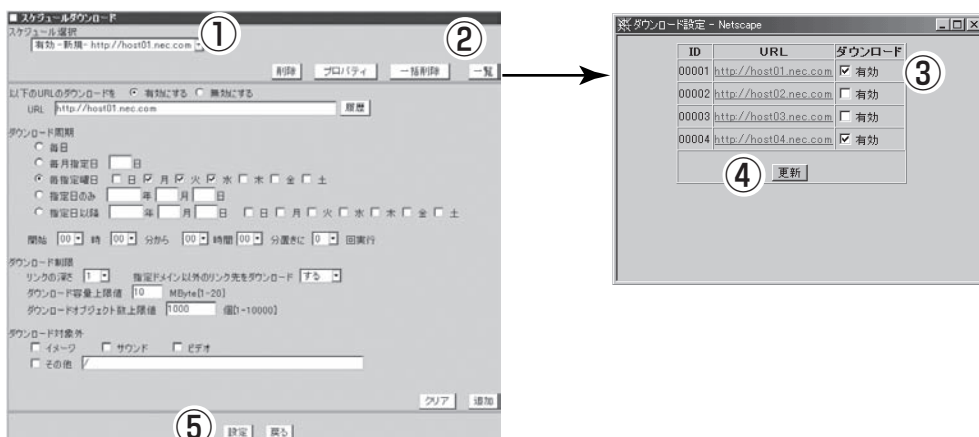 ■ スケジュールダウンロード
スケジュール選択
有効 -新規- http://host01.nec.com
①
②
削除 プロパティ 一括削除 一覧
以下のURLのダウンロードを 有効にする 無効にする
URL http://host01.nec.com 履歴
ダウンロード周期
毎日
毎月指定日 日
毎指定曜日 日 月 火 水 木 金 土
指定日のみ 年 月 日
指定日以降 年 月 日 日 月 火 水 木 金 土
開始 00 時 00 分から 00 時間 00 分置きに 0 回実行
ダウンロード制限
リンクの深さ 1 指定ドメイン以外のリンク先をダウンロード する
ダウンロード容量上限値 10 MByte[1-20]
ダウンロードオブジェクト数上限値 1000 個[1-10000]
ダウンロード対象外
イメージ サウンド ビデオ
その他 /
クリア 追加
⑤
設定 戻る
ダウンロード設定 - Netscape
ID URL ダウンロード
00001 http://host01.nec.com 有効
③
00002 http://host02.nec.com 有効
00003 http://host03.nec.com 有効
00004 http://host04.nec.com 有効
④ 更新